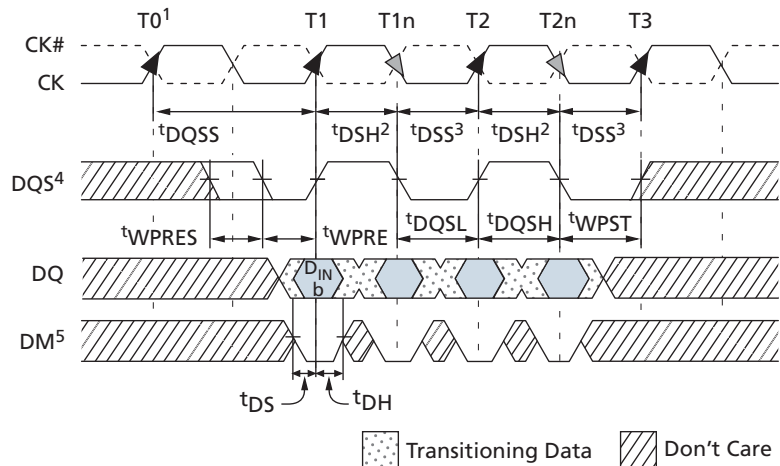 T0¹ T1 T1n T2 T2n T3
CK#
CK
tDQSS tDSH² tDSS³ tDSH² tDSS³
DQS⁴
tWPRES tWPRE tDQSL tDQSH tWPST
DQ
DIN
b
DM⁵
tDS tDH
Transitioning Data Don't Care